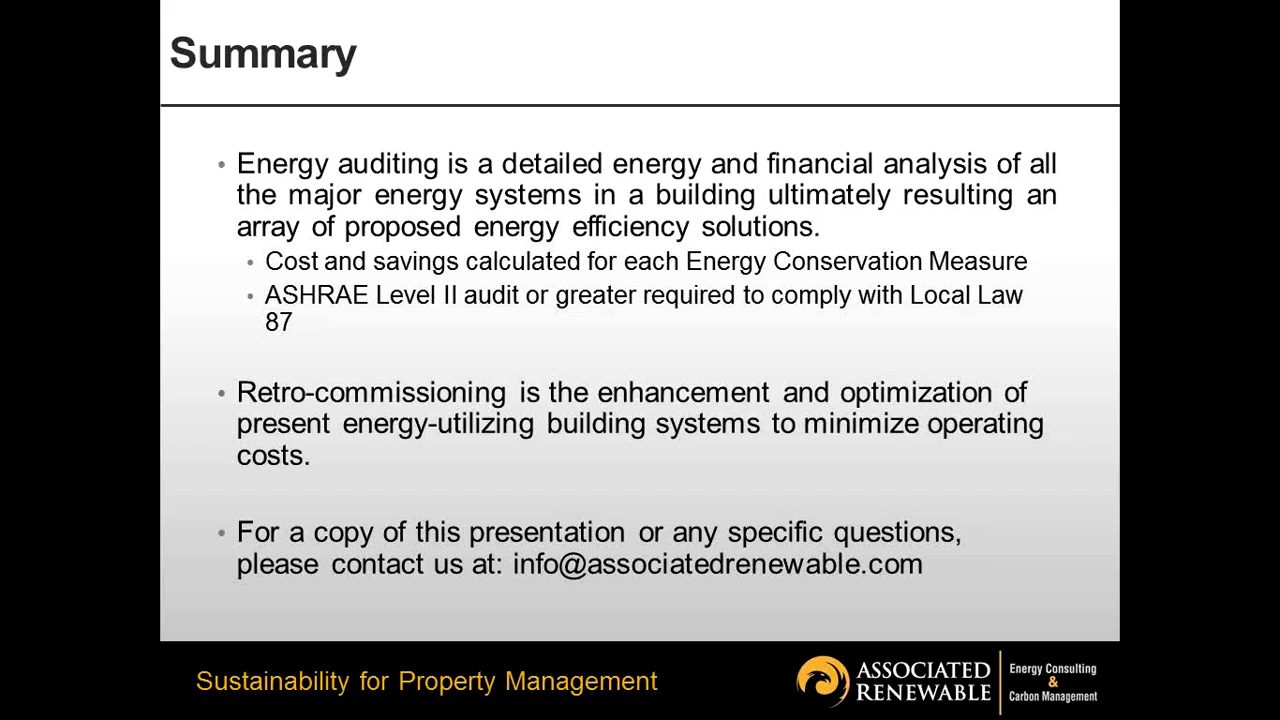 Summary
• Energy auditing is a detailed energy and financial analysis of all
the major energy systems in a building ultimately resulting an
array of proposed energy efficiency solutions.
• Cost and savings calculated for each Energy Conservation Measure
• ASHRAE Level II audit or greater required to comply with Local Law
87
• Retro-commissioning is the enhancement and optimization of
present energy-utilizing building systems to minimize operating
costs.
• For a copy of this presentation or any specific questions,
please contact us at: info@associatedrenewable.com
Sustainability for Property Management
ASSOCIATED
RENEWABLE
Energy Consulting
&
Carbon Management